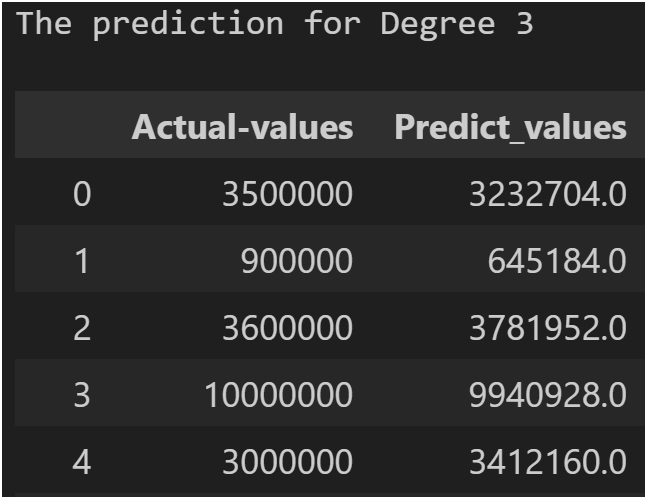 The prediction for Degree 3
Actual-values Predict_values
0 3500000 3232704.0
1 900000 645184.0
2 3600000 3781952.0
3 10000000 9940928.0
4 3000000 3412160.0